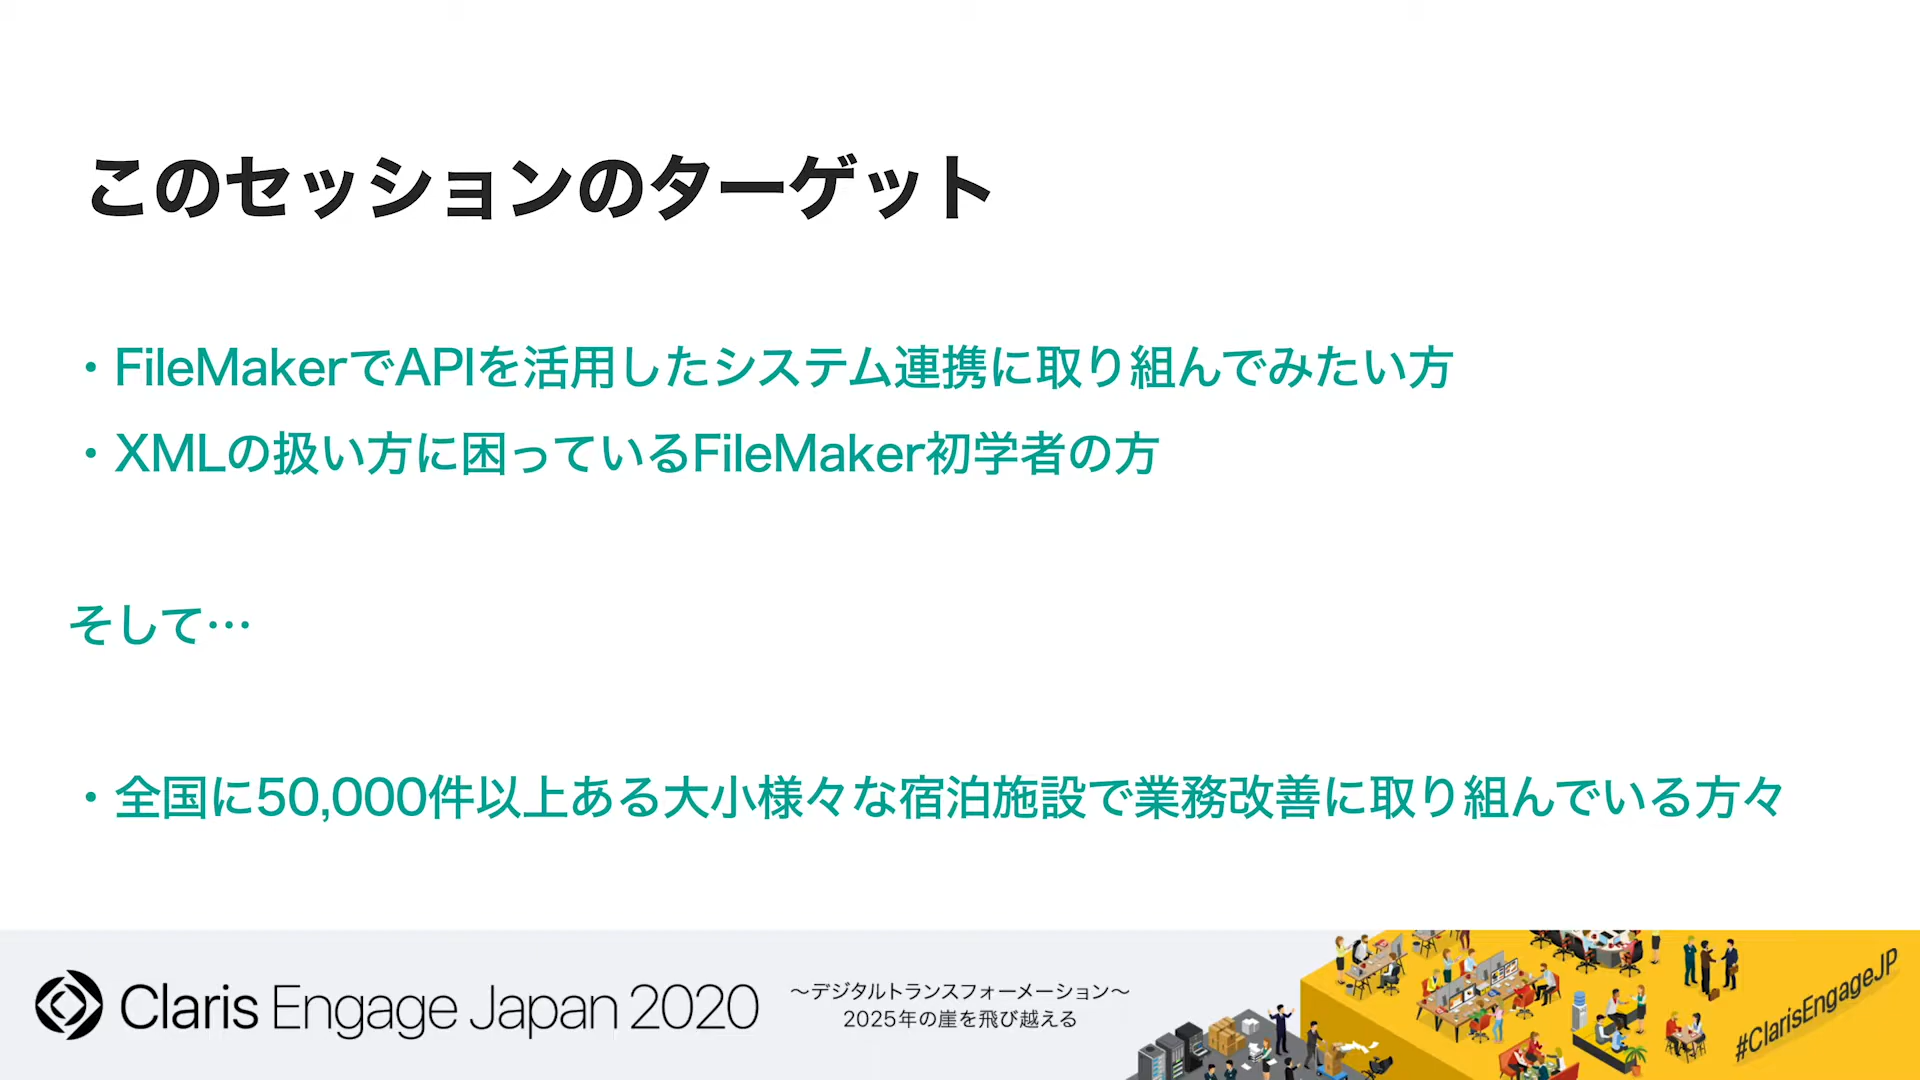 このセッションのターゲット
・FileMakerでAPIを活用したシステム連携に取り組んでみたい方
・XMLの扱い方に困っているFileMaker初学者の方
そして…
・全国に50,000件以上ある大小様々な宿泊施設で業務改善に取り組んでいる方々
Claris Engage Japan 2020
〜デジタルトランスフォーメーション〜
2025年の崖を飛び越える
#ClarisEngageJP